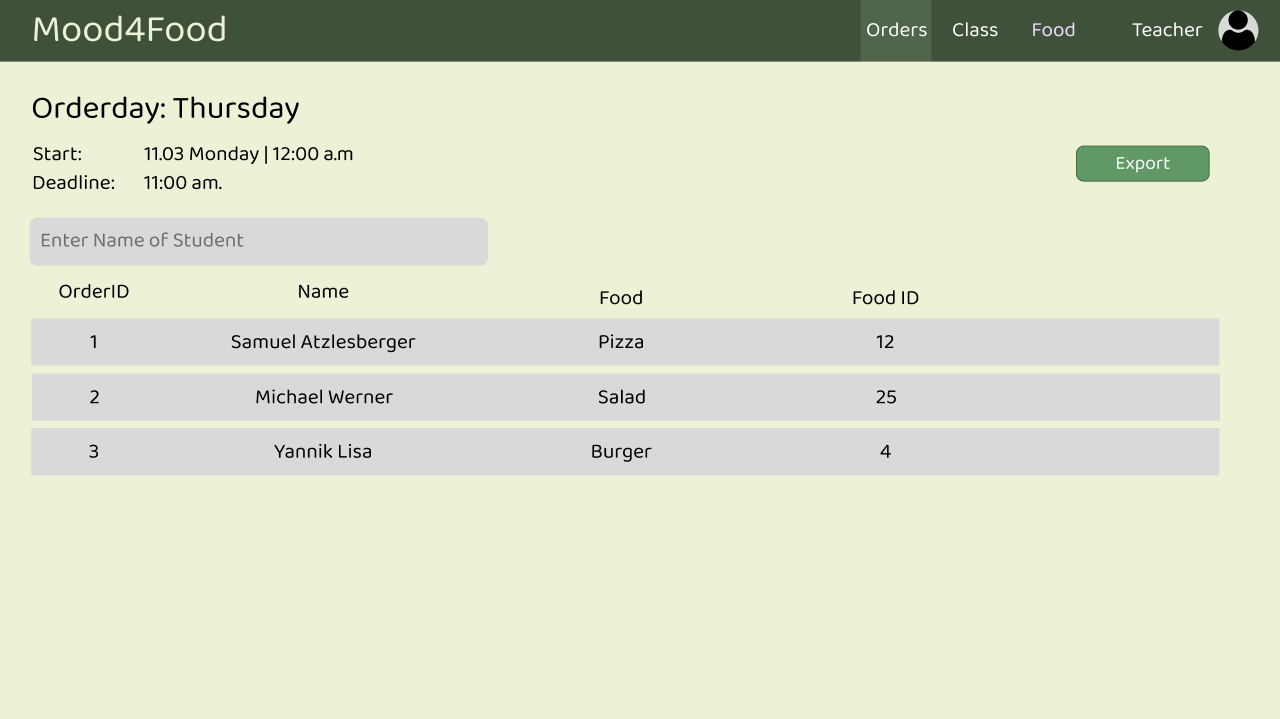 Mood4Food
Orders Class Food Teacher
Orderday: Thursday
Start: 11.03 Monday | 12:00 a.m
Deadline: 11:00 am.
Export
Enter Name of Student
OrderID Name Food Food ID
1 Samuel Atzlesberger Pizza 12
2 Michael Werner Salad 25
3 Yannik Lisa Burger 4